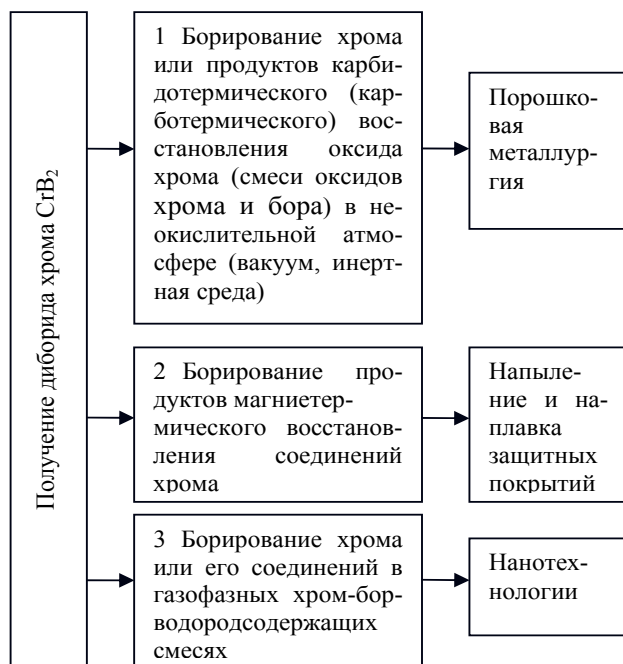 Получение диборида хрома CrB₂
1 Борирование хрома
или продуктов карби-
дотермического (кар-
ботермического) вос-
становления оксида
хрома (смеси оксидов
хрома и бора) в не-
окислительной атмо-
сфере (вакуум, инерт-
ная среда)
Порошко-
вая
металлур-
гия
2 Борирование про-
дуктов магниетер-
мического восстанов-
ления соединений
хрома
Напыле-
ние и на-
плавка
защитных
покрытий
3 Борирование хрома
или его соединений в
газофазных хром-бор-
водородсодержащих
смесях
Нанотех-
нологии